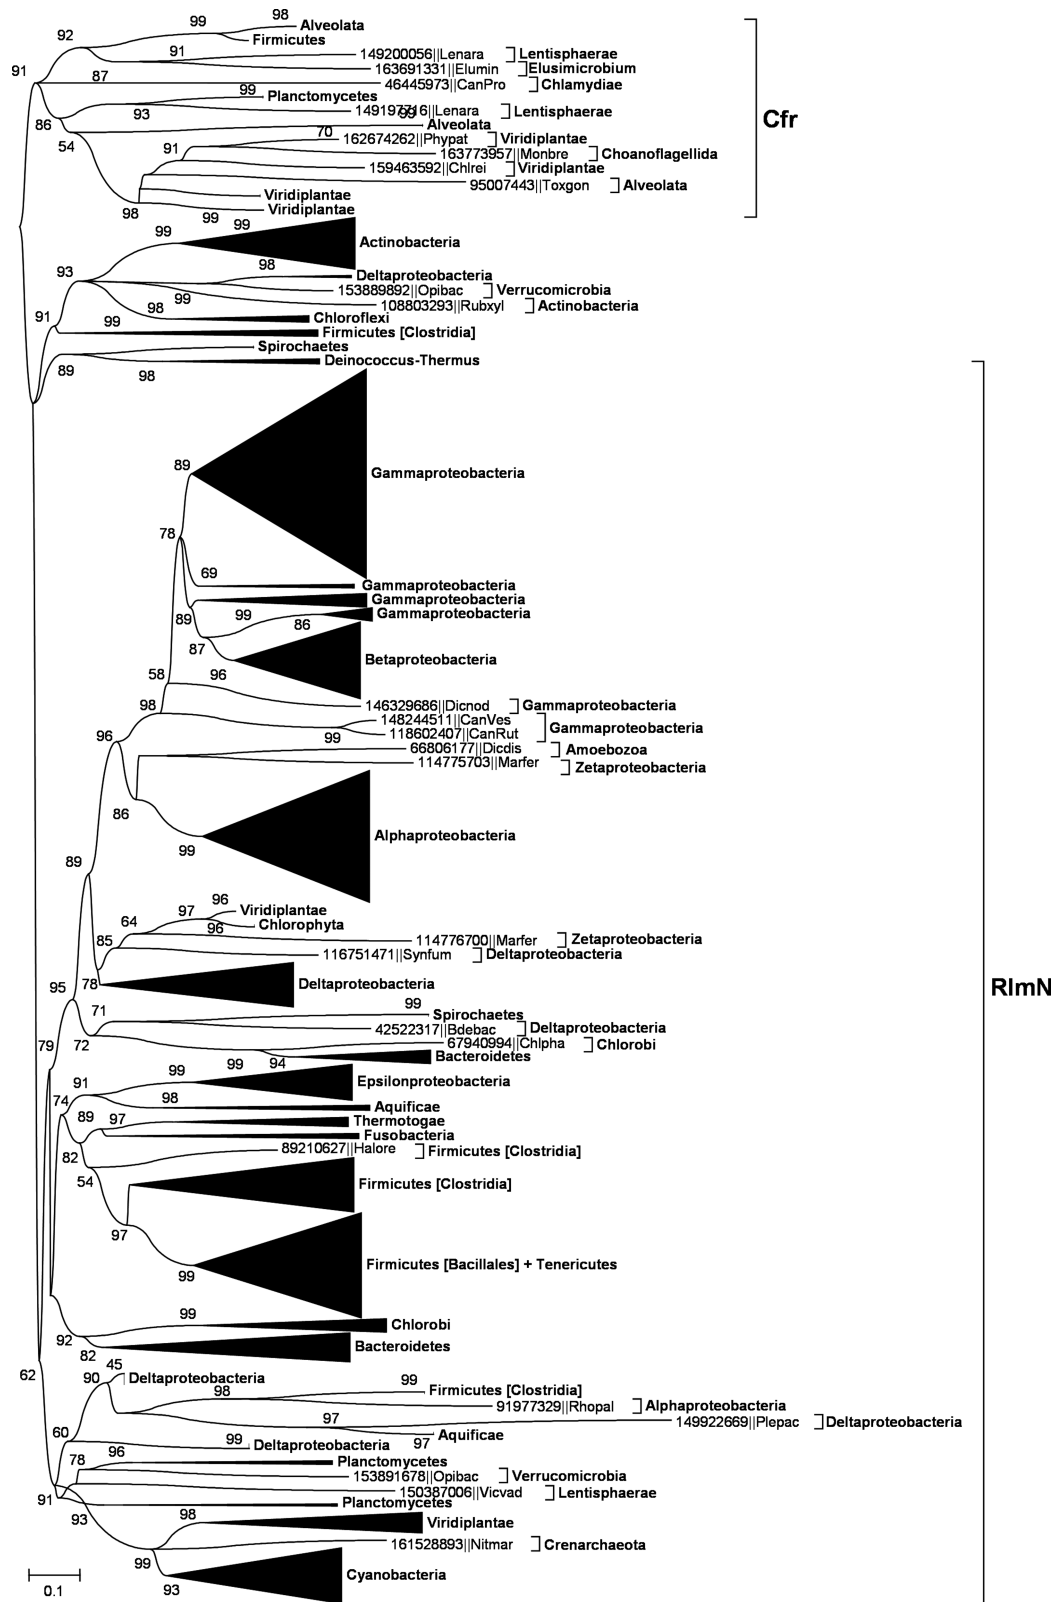 98
99
Alveolata
92
Firmicutes
91
149200056||Lenara Lentisphaerae
91
163691331||Elumin Elusimicrobium
87
46445973||CanPro Chlamydiae
99
Planctomycetes
93
149197716||Lenara Lentisphaerae
99
Cfr
86
Alveolata
70
162674262||Phypat Viridiplantae
54
91
163773957||Monbre Choanoflagellida
159463592||Chlrei Viridiplantae
95007443||Toxgon Alveolata
Viridiplantae
98
Viridiplantae
99
99
99
Actinobacteria
93
98
Deltaproteobacteria
153889892||Opibac Verrucomicrobia
99
108803293||Rubxyl Actinobacteria
98
91
99
Chloroflexi
Firmicutes [Clostridia]
Spirochaetes
89
Deinococcus-Thermus
98
89
Gammaproteobacteria
78
69
Gammaproteobacteria
Gammaproteobacteria
89
99
Gammaproteobacteria
86
87
Betaproteobacteria
58
96
146329686||Dicnod Gammaproteobacteria
98
148244511||CanVes
Gammaproteobacteria
118602407||CanRut
96
99
66806177||Dicdis Amoebozoa
114775703||Marfer Zetaproteobacteria
86
Alphaproteobacteria
99
89
96
97
Viridiplantae
64
96
Chlorophyta
85
114776700||Marfer Zetaproteobacteria
116751471||Synfum Deltaproteobacteria
95
78
Deltaproteobacteria
RlmN
99
71
Spirochaetes
42522317||Bdebac Deltaproteobacteria
79
72
67940994||Chlpha Chlorobi
Bacteroidetes
99
94
99
91
Epsilonproteobacteria
74
98
Aquificae
89
97
Thermotogae
Fusobacteria
82
89210627||Halore Firmicutes [Clostridia]
54
Firmicutes [Clostridia]
97
Firmicutes [Bacillales] + Tenericutes
99
99
Chlorobi
92
82
Bacteroidetes
62
90
45
Deltaproteobacteria
99
98
Firmicutes [Clostridia]
91977329||Rhopal Alphaproteobacteria
97
149922669||Plepac Deltaproteobacteria
60
Aquificae
99
97
Deltaproteobacteria
78
96
Planctomycetes
153891678||Opibac Verrucomicrobia
150387006||Vicvad Lentisphaerae
91
Planctomycetes
93
98
Viridiplantae
161528893||Nitmar Crenarchaeota
99
93
Cyanobacteria
0.1